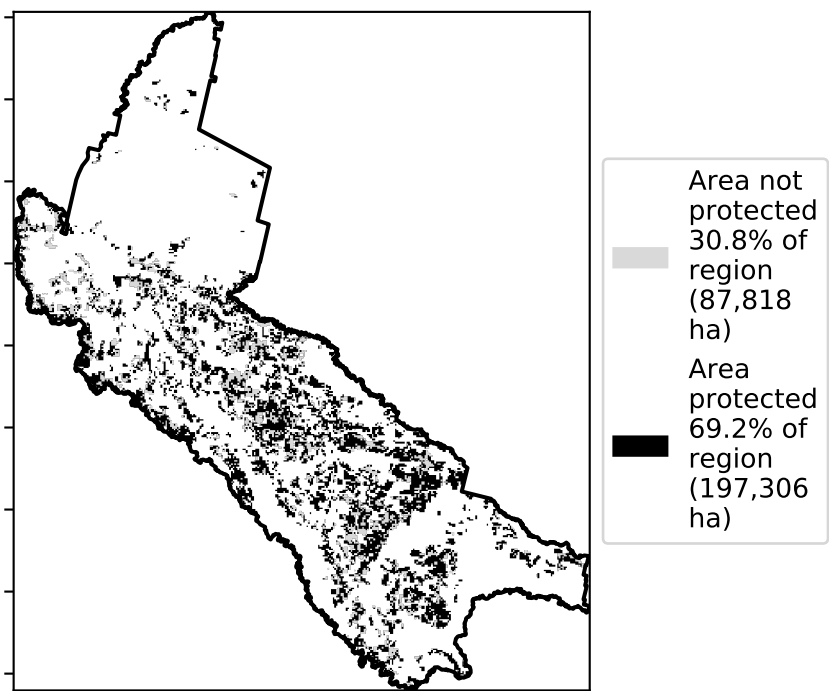 Area not
protected
30.8% of
region
(87,818
ha)
Area
protected
69.2% of
region
(197,306
ha)